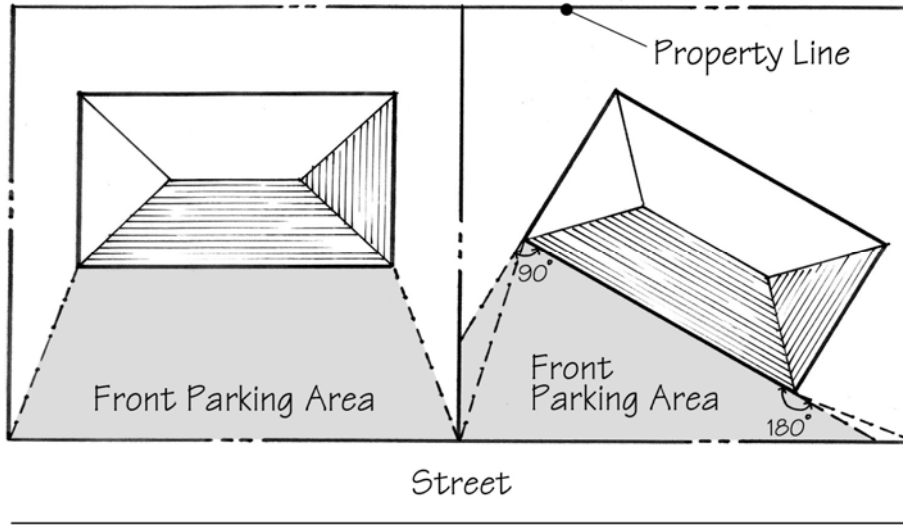 Property Line
90°
Front Parking Area
Front
Parking Area
180°
Street